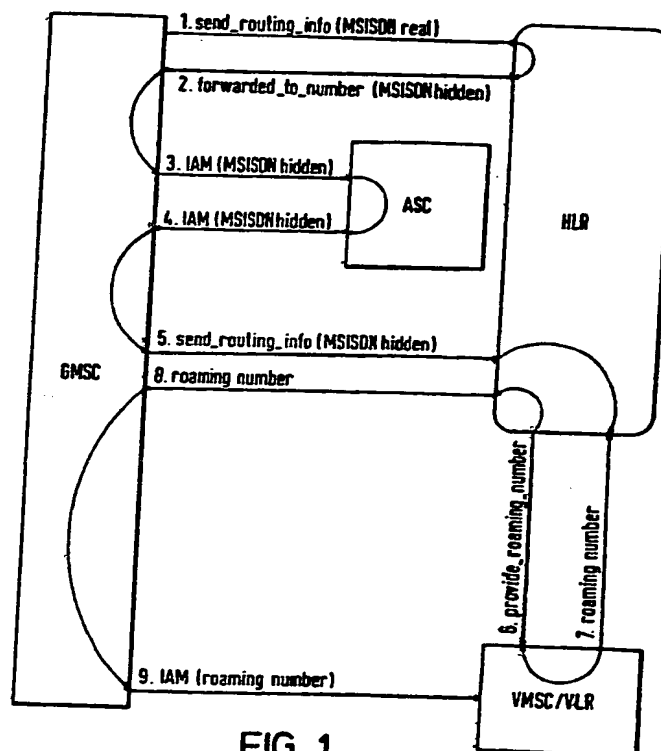 1. send_routing_info (MSISDN real)
2. forwarded_to_number (MSISDN hidden)
3. IAM (MSISDN hidden)
ASC
HLR
4. IAM (MSISDN hidden)
5. send_routing_info (MSISDN hidden)
GMSC
8. roaming number
6. provide_roaming_number
7. roaming number
9. IAM (roaming number)
VMSC/VLR
FIG. 1